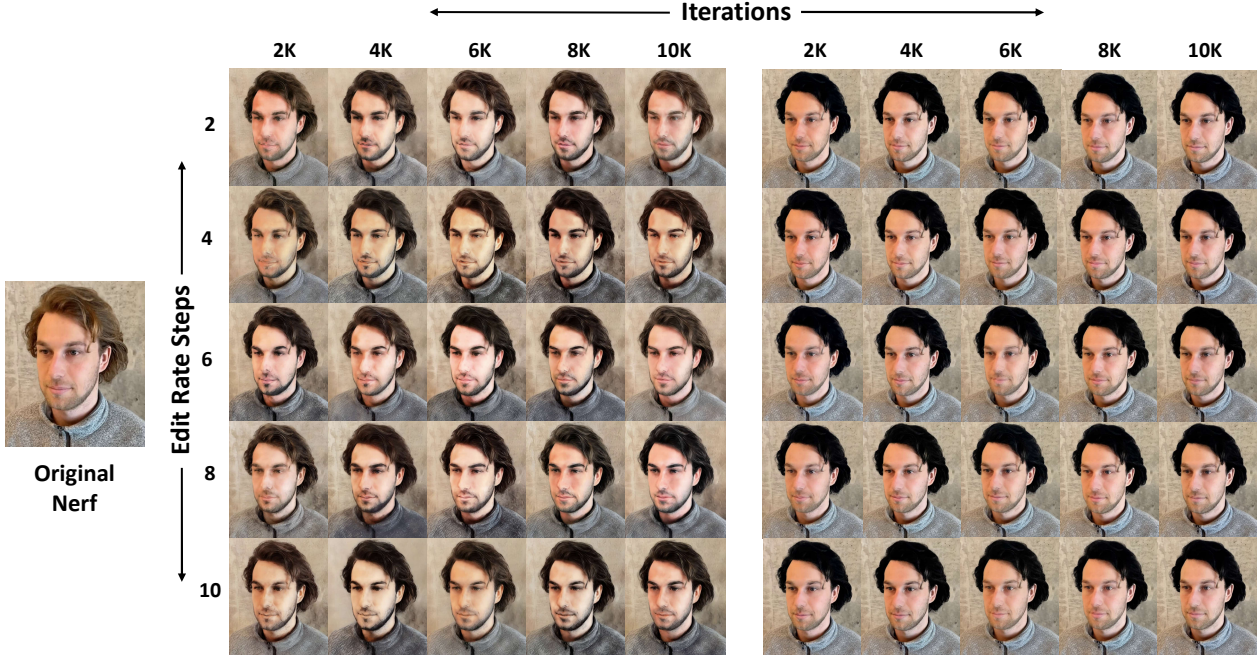 Iterations
2K 4K 6K 8K 10K 2K 4K 6K 8K 10K
2
4
6
8
10
Edit Rate Steps
Original
Nerf